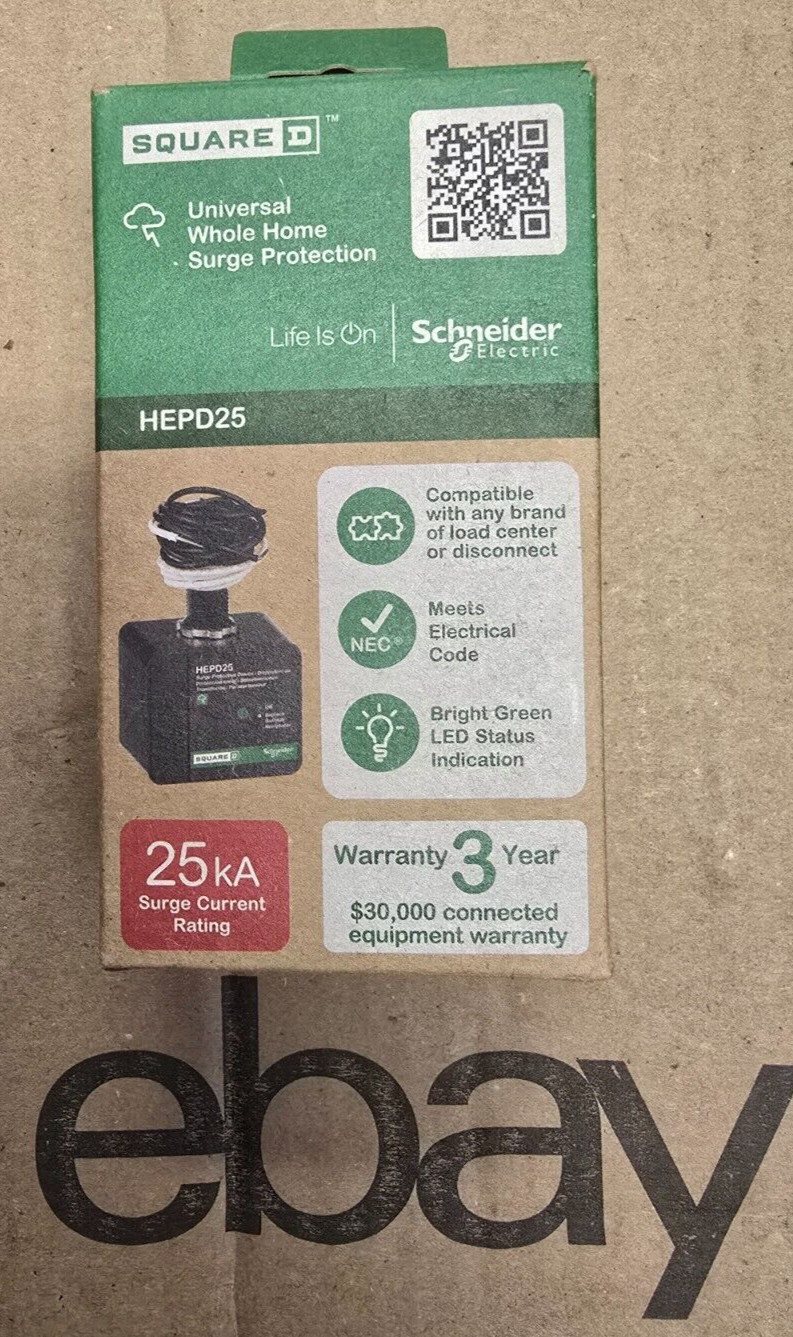 SQUARE D™
Universal
Whole Home
Surge Protection
Life Is On
Schneider
Electric
HEPD25
Compatible
with any brand
of load center
or disconnect
NEC®
Meets
Electrical
Code
Bright Green
LED Status
Indication
HEPD25
SQUARE D
Schneider
25kA
Surge Current
Rating
Warranty 3 Year
$30,000 connected
equipment warranty
ebay